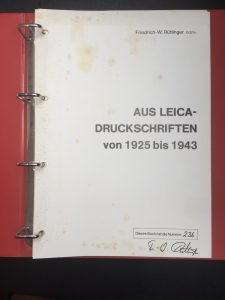 Friedrich-W. Rüttinger
AUS LEICA-
DRUCKSCHRIFTEN
von 1925 bis 1943
Dieses Buch hat die Nummer 236